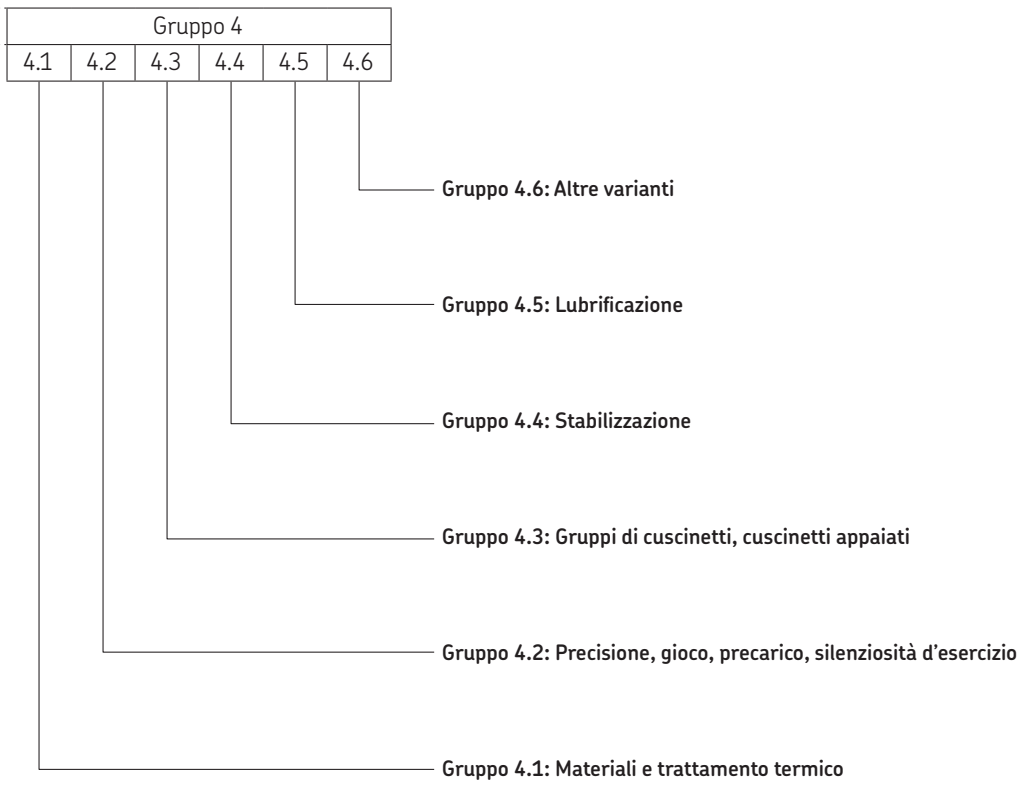 Gruppo 4
4.1 4.2 4.3 4.4 4.5 4.6
Gruppo 4.6: Altre varianti
Gruppo 4.5: Lubrificazione
Gruppo 4.4: Stabilizzazione
Gruppo 4.3: Gruppi di cuscinetti, cuscinetti appaiati
Gruppo 4.2: Precisione, gioco, precarico, silenziosità d’esercizio
Gruppo 4.1: Materiali e trattamento termico